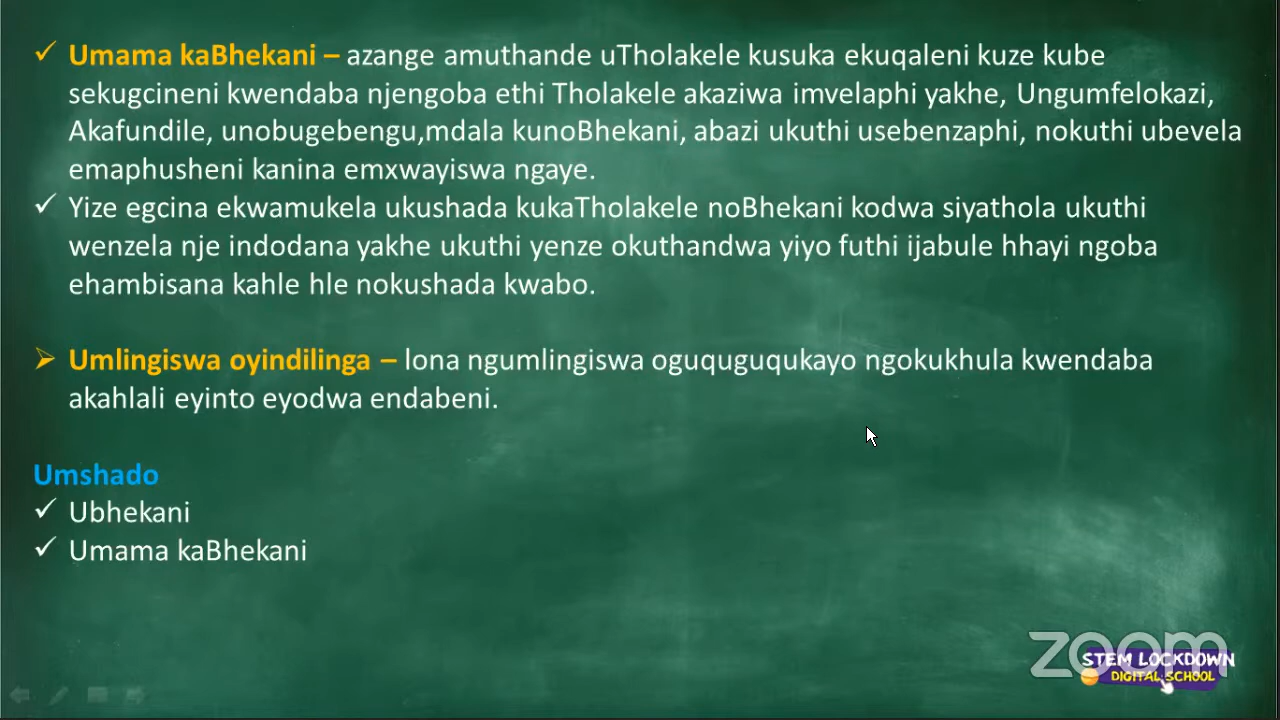 Umama kaBhekani – azange amuthande uTholakele kusuka ekuqaleni kuze kube
sekugcineni kwendaba njengoba ethi Tholakele akaziwa imvelaphi yakhe, Ungumfelokazi,
Akafundile, unobugebengu,mdala kunoBhekani, abazi ukuthi usebenzaphi, nokuthi ubevela
emaphusheni kanina emxwayiswa ngaye.
Yize egcina ekwamukela ukushada kukaTholakele noBhekani kodwa siyathola ukuthi
wenzela nje indodana yakhe ukuthi yenze okuthandwa yiyo futhi ijabule hhayi ngoba
ehambisana kahle hle nokushada kwabo.
Umlingiswa oyindilinga – lona ngumlingiswa oguquguqukayo ngokukhula kwendaba
akahlali eyinto eyodwa endabeni.
Umshado
Ubhekani
Umama kaBhekani
zoom
STEM LOCKDOWN
DIGITAL SCHOOL